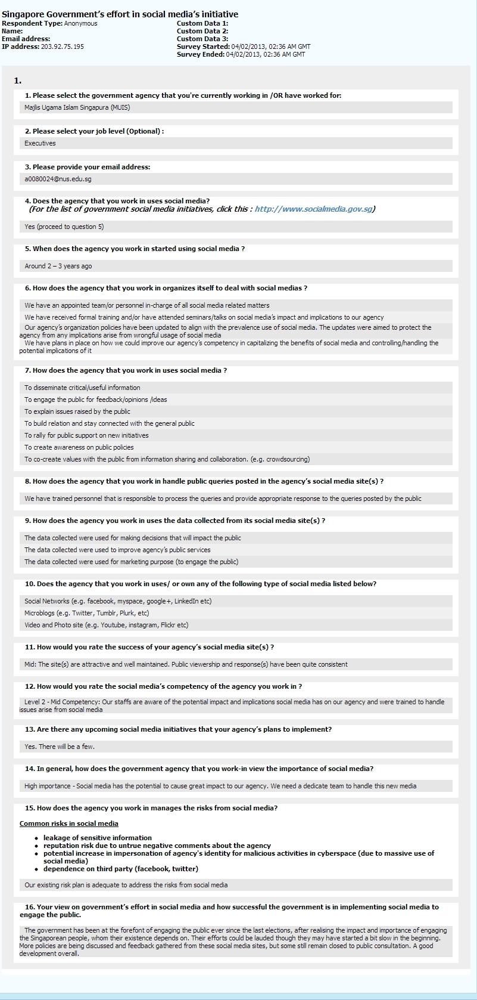 Singapore Government's effort in social media's initiative
Respondent Type: Anonymous
Name:
Email address:
IP address: 203.92.75.195
Custom Data 1:
Custom Data 2:
Custom Data 3:
Survey Started: 04/02/2013, 02:36 AM GMT
Survey Ended: 04/02/2013, 02:36 AM GMT
1.
1. Please select the government agency that you're currently working in /OR have worked for:
Majlis Ugama Islam Singapura (MUIS)
2. Please select your job level (Optional) :
Executives
3. Please provide your email address:
a0080024@nus.edu.sg
4. Does the agency that you work in uses social media?
(For the list of government social media initiatives, click this : http://www.socialmedia.gov.sg)
Yes (proceed to question 5)
5. When does the agency you work in started using social media ?
Around 2 – 3 years ago
6. How does the agency that you work in organizes itself to deal with social medias ?
We have an appointed team/or personnel in-charge of all social media related matters
We have received formal training and/or have attended seminars/talks on social media's impact and implications to our agency
Our agency's organization policies have been updated to align with the prevalence use of social media. The updates were aimed to protect the
agency from any implications arise from wrongful usage of social media
We have plans in place on how we could improve our agency's competency in capitalizing the benefits of social media and controlling/handling the
potential implications of it
7. How does the agency that you work in uses social media ?
To disseminate critical/useful information
To engage the public for feedback/opinions /ideas
To explain issues raised by the public
To build relation and stay connected with the general public
To rally for public support on new initiatives
To create awareness on public policies
To co-create values with the public from information sharing and collaboration. (e.g. crowdsourcing)
8. How does the agency that you work in handle public queries posted in the agency's social media site(s) ?
We have trained personnel that is responsible to process the queries and provide appropriate response to the queries posted by the public
9. How does the agency you work in uses the data collected from its social media site(s) ?
The data collected were used for making decisions that will impact the public
The data collected were used to improve agency's public services
The data collected were used for marketing purpose (to engage the public)
10. Does the agency that you work in uses/ or own any of the following type of social media listed below?
Social Networks (e.g. facebook, myspace, google+, LinkedIn etc)
Microblogs (e.g. Twitter, Tumblr, Plurk, etc)
Video and Photo site (e.g. Youtube, instagram, Flickr etc)
11. How would you rate the success of your agency's social media site(s) ?
Mid: The site(s) are attractive and well maintained. Public viewership and response(s) have been quite consistent
12. How would you rate the social media's competency of the agency you work in ?
Level 2 - Mid Competency: Our staffs are aware of the potential impact and implications social media has on our agency and were trained to handle
issues arise from social media
13. Are there any upcoming social media initiatives that your agency's plans to implement?
Yes. There will be a few.
14. In general, how does the government agency that you work-in view the importance of social media?
High importance - Social media has the potential to cause great impact to our agency. We need a dedicate team to handle this new media
15. How does the agency you work in manages the risks from social media?
Common risks in social media
• leakage of sensitive information
• reputation risk due to untrue negative comments about the agency
• potential increase in impersonation of agency's identity for malicious activities in cyberspace (due to massive use of
social media)
• dependence on third party (facebook, twitter)
Our existing risk plan is adequate to address the risks from social media
16. Your view on government's effort in social media and how successful the government is in implementing social media to
engage the public.
The government has been at the forefont of engaging the public ever since the last elections, after realising the impact and importance of engaging
the Singaporean people, whom their existence depends on. Their efforts could be lauded though they may have started a bit slow in the beginning.
More policies are being discussed and feedback gathered from these social media sites, but some still remain closed to public consultation. A good
development overall.